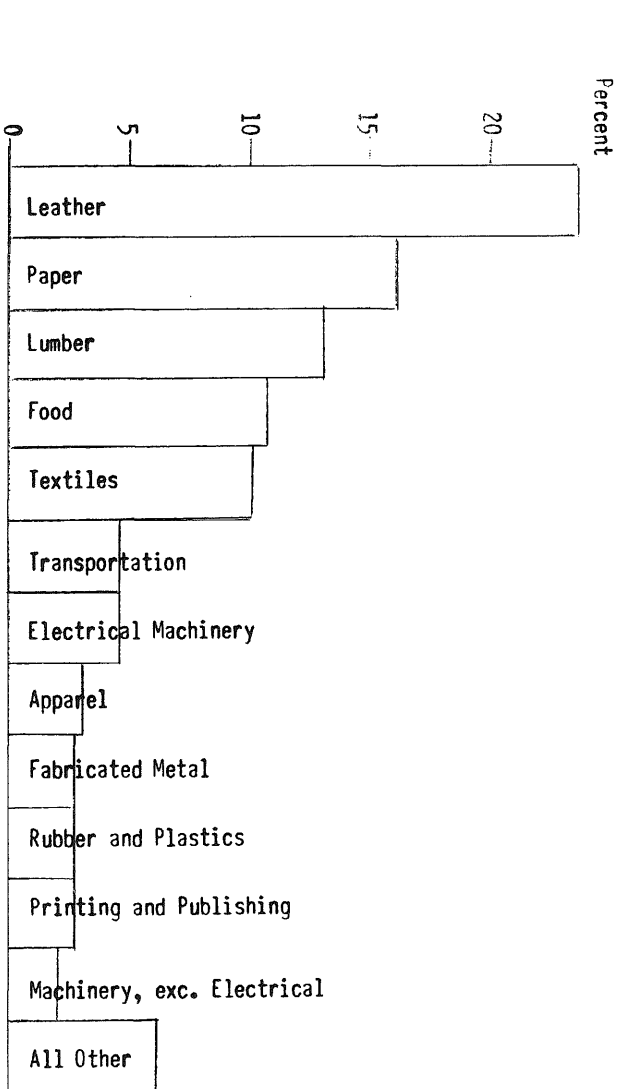 Percent
0
5
10
15
20
Leather
Paper
Lumber
Food
Textiles
Transportation
Electrical Machinery
Apparel
Fabricated Metal
Rubber and Plastics
Printing and Publishing
Machinery, exc. Electrical
All Other